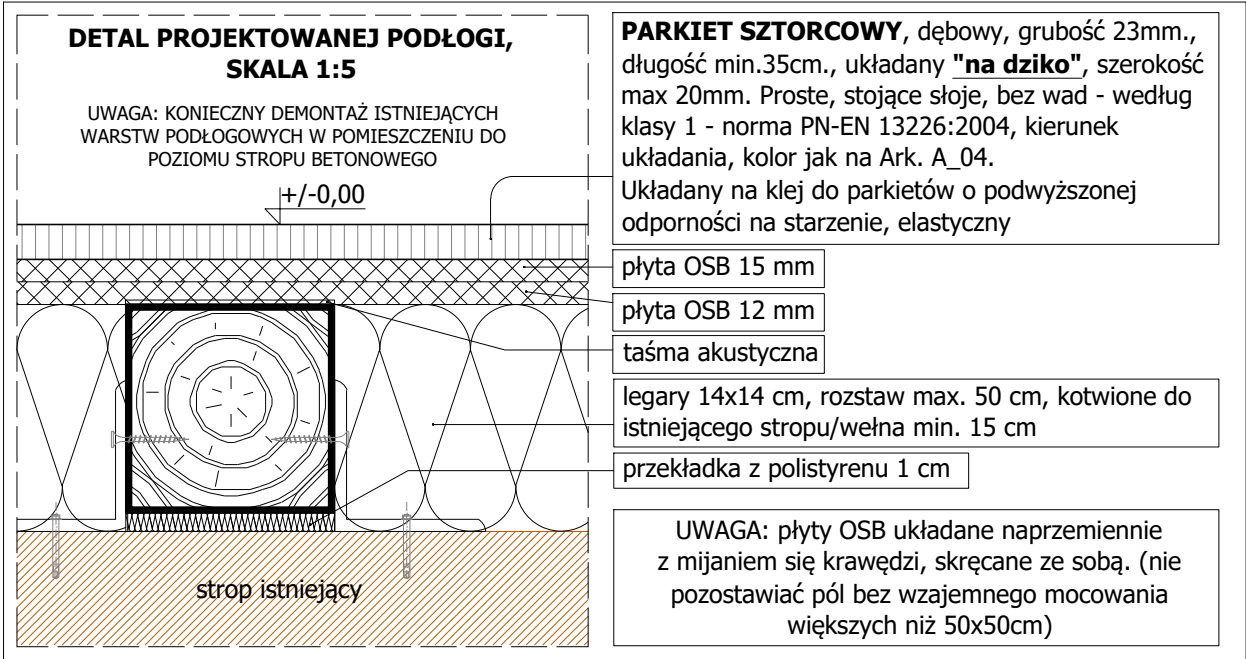 DETAL PROJEKTOWANEJ PODŁOGI,
SKALA 1:5
UWAGA: KONIECZNY DEMONTAŻ ISTNIEJĄCYCH
WARSTW PODŁOGOWYCH W POMIESZCZENIU DO
POZIOMU STROPU BETONOWEGO
+/-0,00
strop istniejący
PARKIET SZTORCOWY, dębowy, grubość 23mm.,
długość min.35cm., układany "na dziko", szerokość
max 20mm. Proste, stojące słoje, bez wad - według
klasy 1 - norma PN-EN 13226:2004, kierunek
układania, kolor jak na Ark. A_04.
Układany na klej do parkietów o podwyższonej
odporności na starzenie, elastyczny
płyta OSB 15 mm
płyta OSB 12 mm
taśma akustyczna
legary 14x14 cm, rozstaw max. 50 cm, kotwione do
istniejącego stropu/wełna min. 15 cm
przekładka z polistyrenu 1 cm
UWAGA: płyty OSB układane naprzemiennie
z mijaniem się krawędzi, skręcane ze sobą. (nie
pozostawiać pól bez wzajemnego mocowania
większych niż 50x50cm)